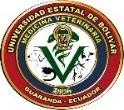 UNIVERSIDAD ESTATAL DE BOLIVAR
MEDICINA VETERINARIA
GUARANDA - ECUADOR